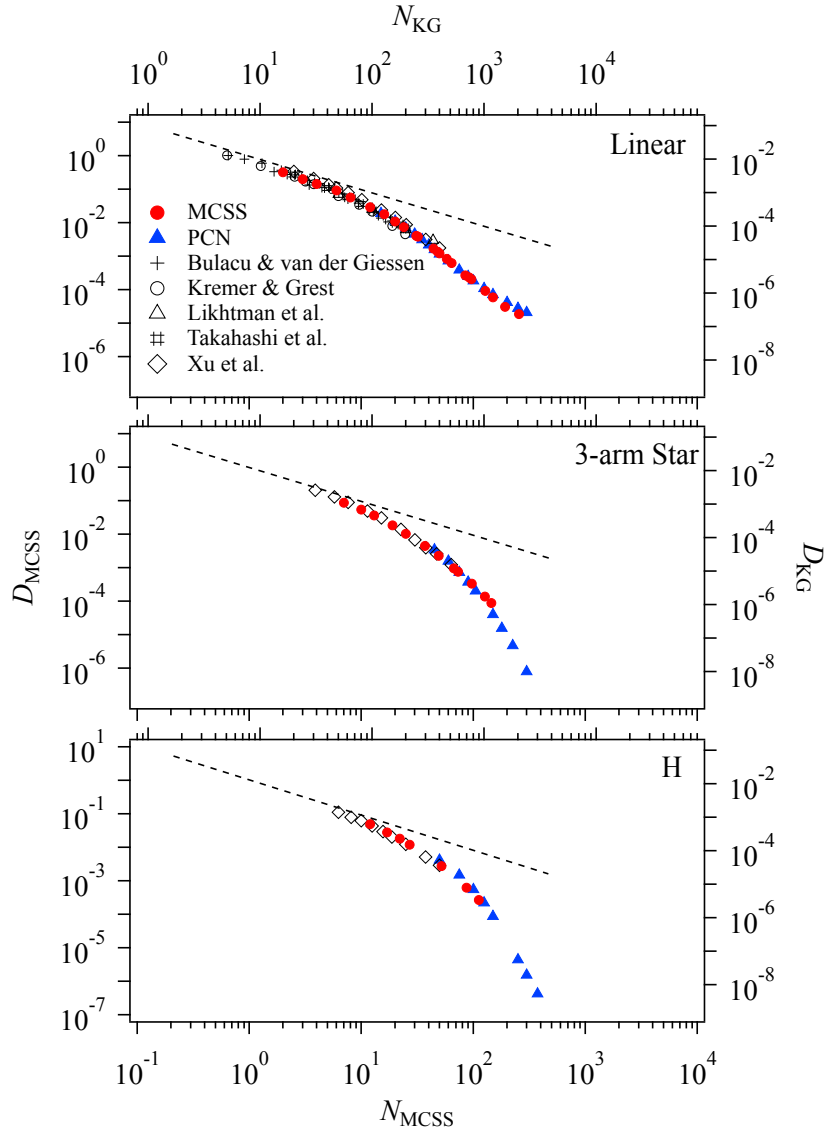 N_KG
10^0 10^1 10^2 10^3 10^4
Linear
10^0
10^-2
10^-4
10^-6
10^-2
10^-4
10^-6
10^-8
MCSS
PCN
Bulacu & van der Giessen
Kremer & Grest
Likhtman et al.
Takahashi et al.
Xu et al.
3-arm Star
10^0
10^-2
10^-4
10^-6
10^-2
10^-4
10^-6
10^-8
D_MCSS
D_KG
H
10^1
10^-1
10^-3
10^-5
10^-7
10^-2
10^-4
10^-6
10^-8
10^-1 10^0 10^1 10^2 10^3 10^4
N_MCSS